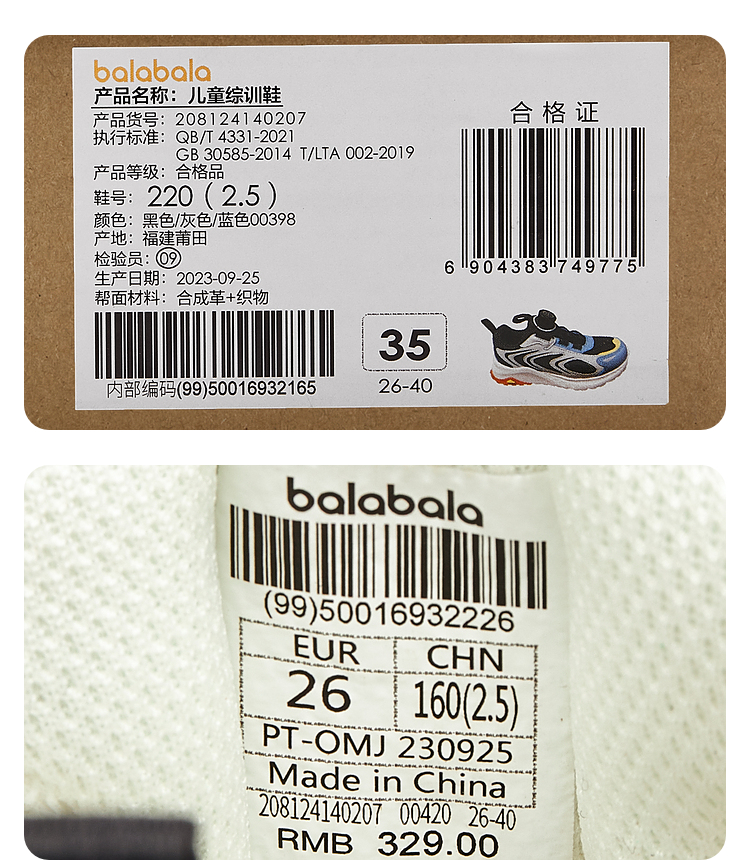 balabala
产品名称：儿童综训鞋
产品货号：208124140207
执行标准：QB/T 4331-2021
GB 30585-2014 T/LTA 002-2019
产品等级：合格品
鞋号：220（2.5）
颜色：黑色/灰色/蓝色00398
产地：福建莆田
检验员：09
生产日期：2023-09-25
帮面材料：合成革+织物
内部编码(99)50016932165
合格证
6 904383 749775
35
26-40
balabala
(99)50016932226
EUR CHN
26 160(2.5)
PT-OMJ 230925
Made in China
208124140207 00420 26-40
RMB 329.00